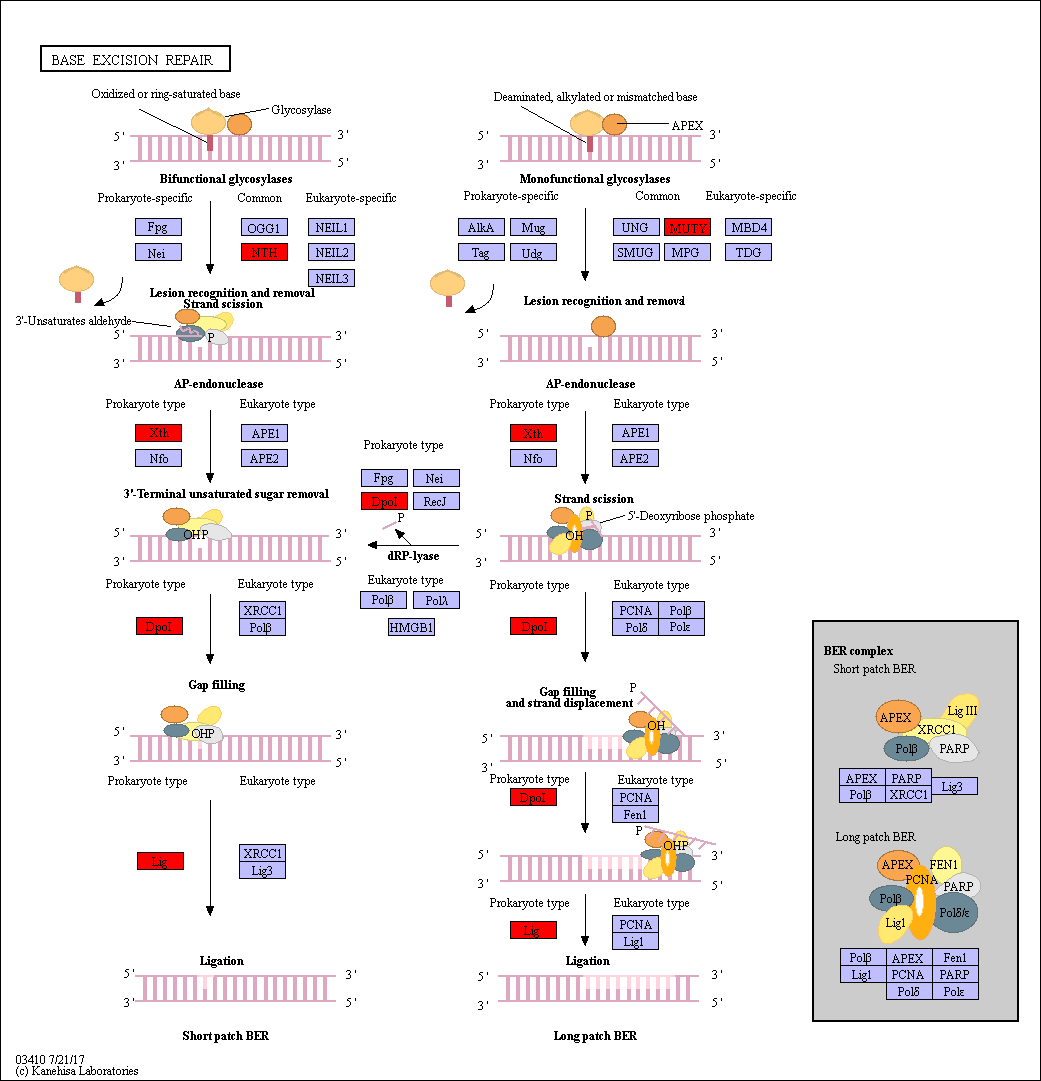 BASE EXCISION REPAIR
Oxidized or ring-saturated base
Glycosylase
5'
3'
3'
5'
Bifunctional glycosylases
Prokaryote-specific
Common
Eukaryote-specific
Fpg
OGG1
NEIL1
Nei
NTH
NEIL2
NEIL3
Lesion recognition and removal
Strand scission
3'-Unsaturates aldehyde
P
5'
3'
3'
5'
AP-endonuclease
Prokaryote type
Eukaryote type
Xth
APE1
Nfo
APE2
3'-Terminal unsaturated sugar removal
OHP
5'
3'
3'
5'
Prokaryote type
Eukaryote type
XRCC1
DpoI
Polβ
Gap filling
OHP
5'
3'
3'
5'
Prokaryote type
Eukaryote type
XRCC1
Lig
Lig3
Ligation
5'
3'
3'
5'
Short patch BER
Deaminated, alkylated or mismatched base
APEX
5'
3'
3'
5'
Monofunctional glycosylases
Prokaryote-specific
Common
Eukaryote-specific
AlkA
Mug
UNG
MUTY
MBD4
Tag
Udg
SMUG
MPG
TDG
Lesion recognition and removal
5'
3'
3'
5'
AP-endonuclease
Prokaryote type
Eukaryote type
Xth
APE1
Nfo
APE2
Strand scission
P
5'-Deoxyribose phosphate
OH
5'
3'
3'
5'
Prokaryote type
Fpg
Nei
DpoI
RecJ
P
dRP-lyase
Eukaryote type
Polβ
Polλ
HMGB1
Prokaryote type
Eukaryote type
PCNA
Polβ
DpoI
Polδ
Polε
Gap filling
and strand displacement
P
OH
5'
3'
3'
5'
Prokaryote type
Eukaryote type
DpoI
PCNA
Fen1
P
OHP
5'
3'
3'
5'
Prokaryote type
Eukaryote type
PCNA
Lig
Lig1
Ligation
5'
3'
3'
5'
Long patch BER
BER complex
Short patch BER
Lig III
APEX
XRCC1
Polβ
PARP
APEX
PARP
Lig3
Polβ
XRCC1
Long patch BER
APEX
FEN1
PCNA
PARP
Polβ
Polδ/ε
Lig1
Polβ
APEX
Fen1
Lig1
PCNA
PARP
Polδ
Polε
03410 7/21/17
(c) Kanehisa Laboratories